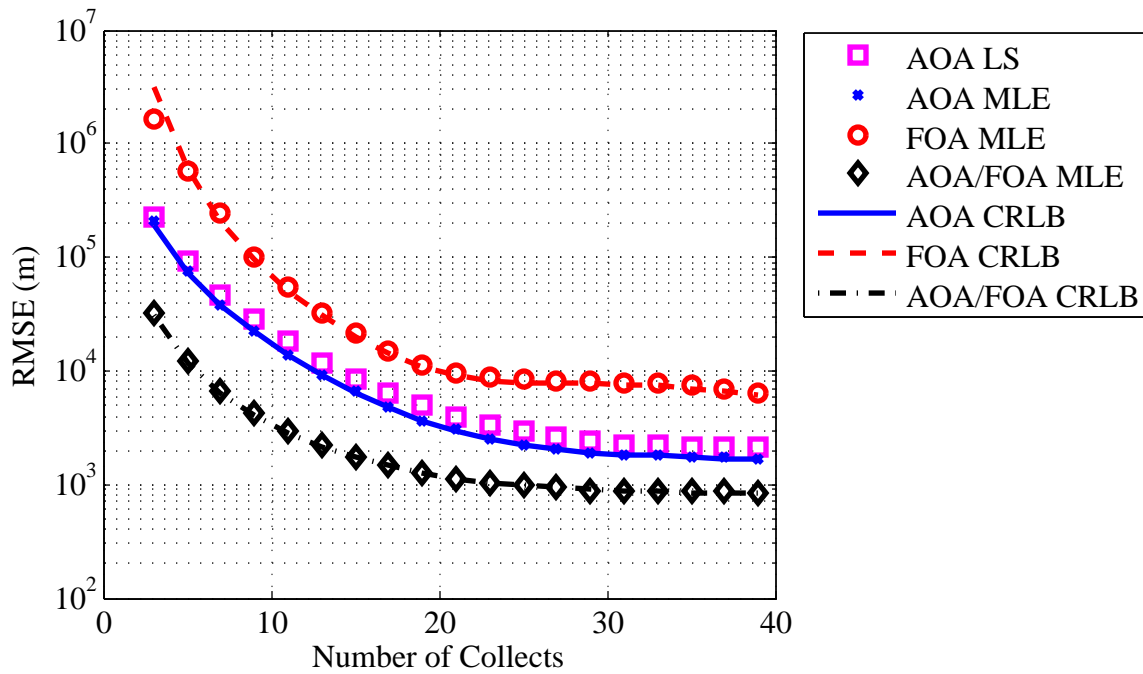 10^7
10^6
10^5
10^4
10^3
10^2
RMSE (m)
0
10
20
30
40
Number of Collects
AOA LS
AOA MLE
FOA MLE
AOA/FOA MLE
AOA CRLB
FOA CRLB
AOA/FOA CRLB